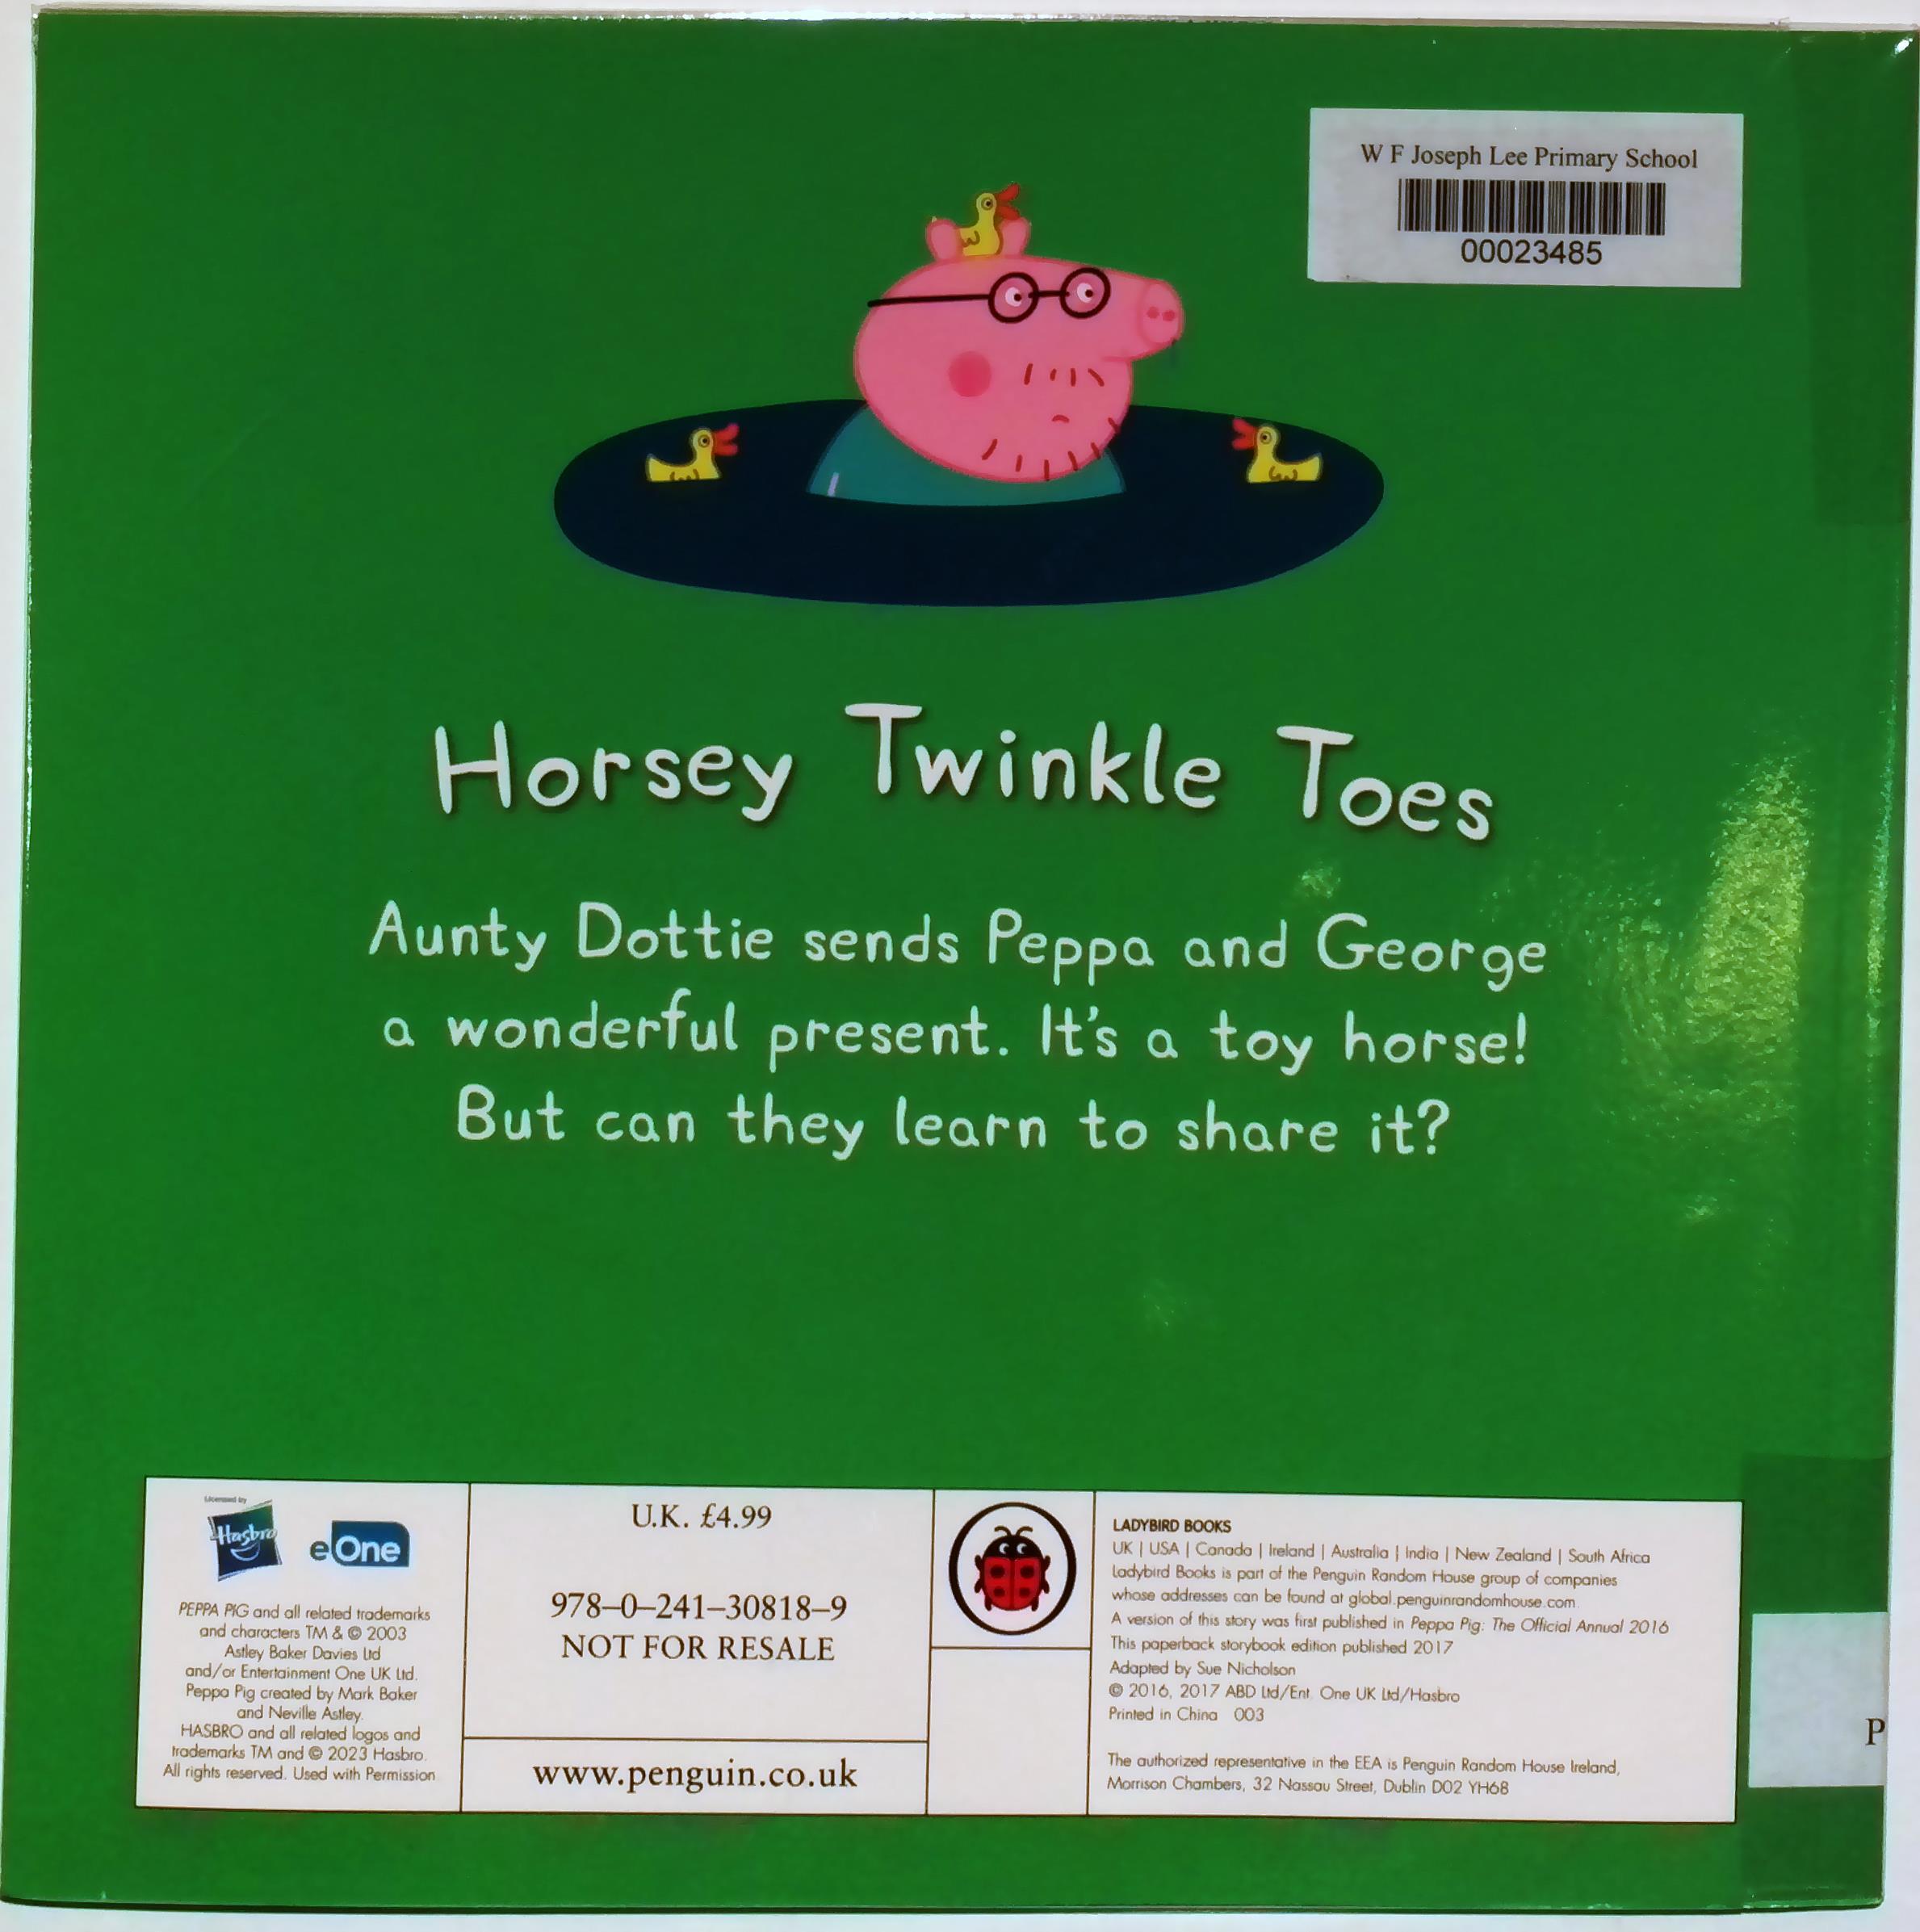 W F Joseph Lee Primary School
00023485
Horsey Twinkle Toes
Aunty Dottie sends Peppa and George
a wonderful present. It's a toy horse!
But can they learn to share it?
Licensed by
Hasbro
eOne
PEPPA PIG and all related trademarks
and characters TM & © 2003
Astley Baker Davies Ltd
and/or Entertainment One UK Ltd.
Peppa Pig created by Mark Baker
and Neville Astley.
HASBRO and all related logos and
trademarks TM and © 2023 Hasbro.
All rights reserved. Used with Permission
U.K. £4.99
978–0–241–30818–9
NOT FOR RESALE
www.penguin.co.uk
LADYBIRD BOOKS
UK | USA | Canada | Ireland | Australia | India | New Zealand | South Africa
Ladybird Books is part of the Penguin Random House group of companies
whose addresses can be found at global.penguinrandomhouse.com.
A version of this story was first published in Peppa Pig: The Official Annual 2016
This paperback storybook edition published 2017
Adapted by Sue Nicholson
© 2016, 2017 ABD Ltd/Ent. One UK Ltd/Hasbro
Printed in China 003
The authorized representative in the EEA is Penguin Random House Ireland,
Morrison Chambers, 32 Nassau Street, Dublin D02 YH68
P